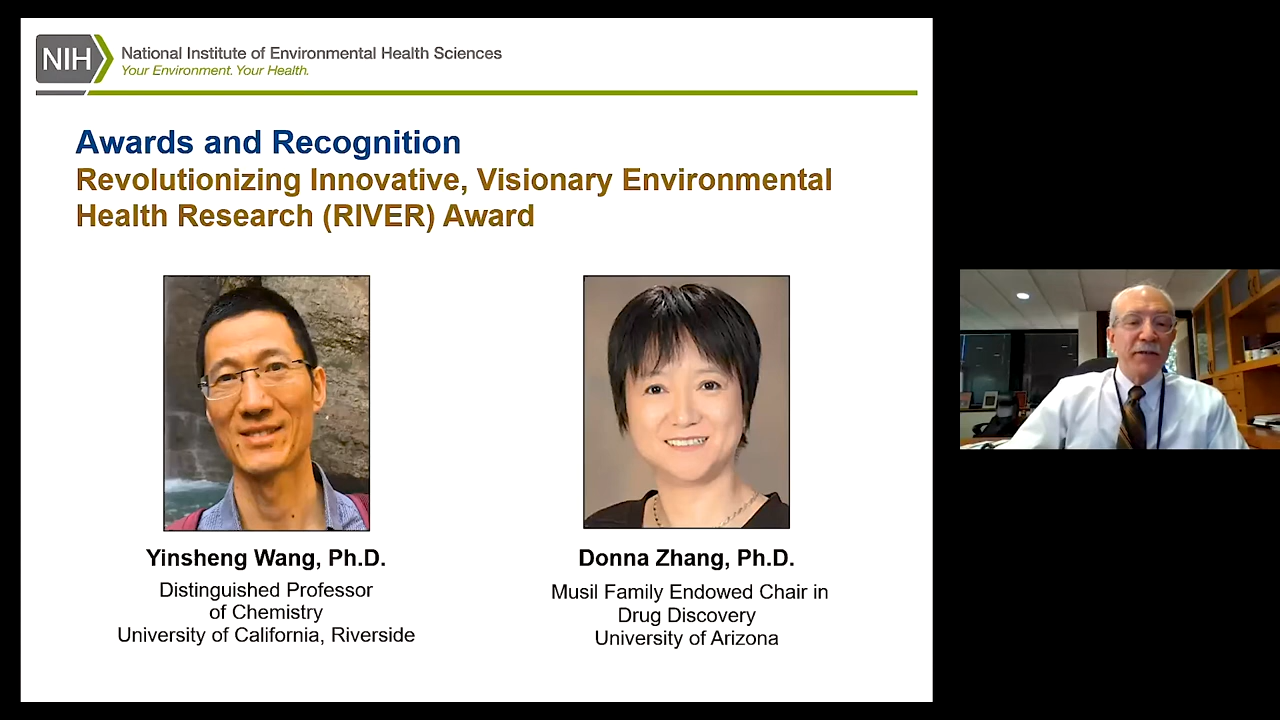 NIH
National Institute of Environmental Health Sciences
Your Environment. Your Health.
Awards and Recognition
Revolutionizing Innovative, Visionary Environmental
Health Research (RIVER) Award
Yinsheng Wang, Ph.D.
Distinguished Professor
of Chemistry
University of California, Riverside
Donna Zhang, Ph.D.
Musil Family Endowed Chair in
Drug Discovery
University of Arizona